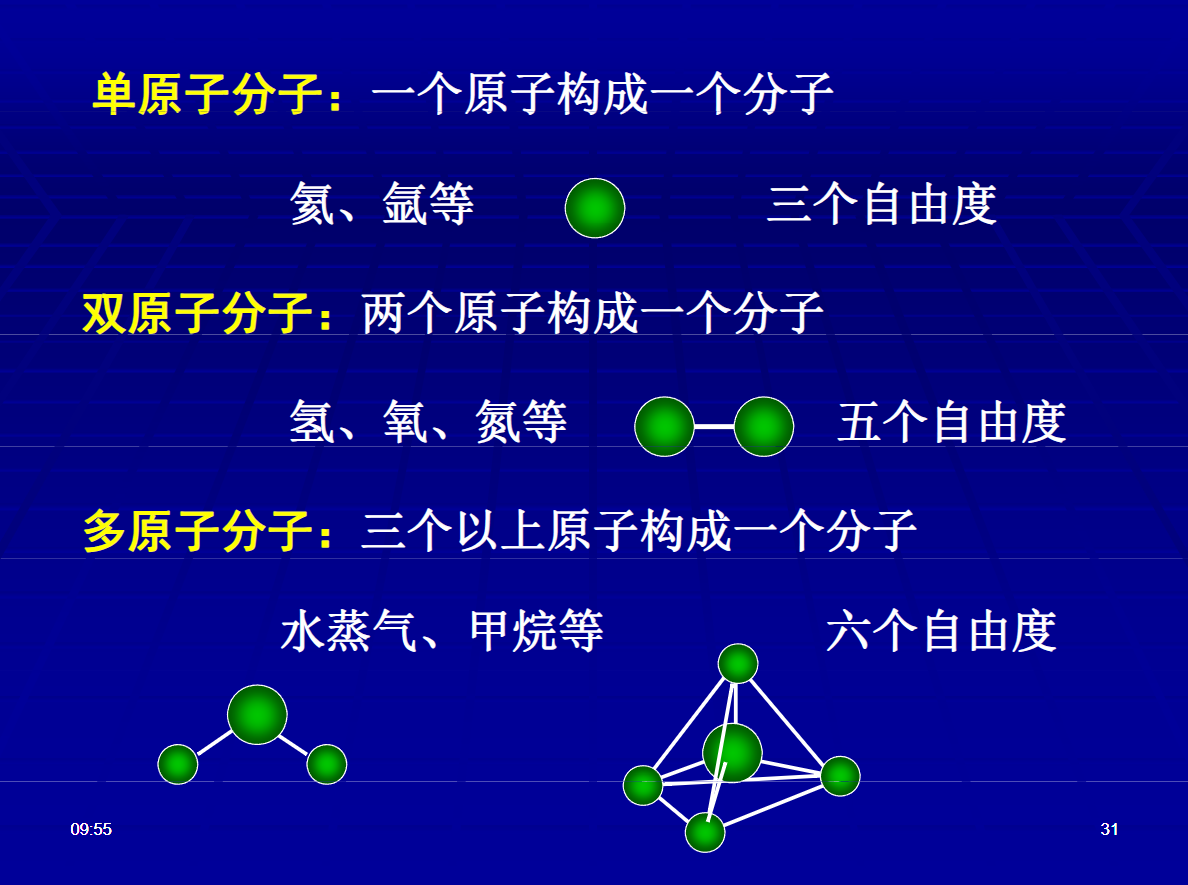 单原子分子：一个原子构成一个分子
氦、氩等 三个自由度
双原子分子：两个原子构成一个分子
氢、氧、氮等 五个自由度
多原子分子：三个以上原子构成一个分子
水蒸气、甲烷等 六个自由度
09:55 31